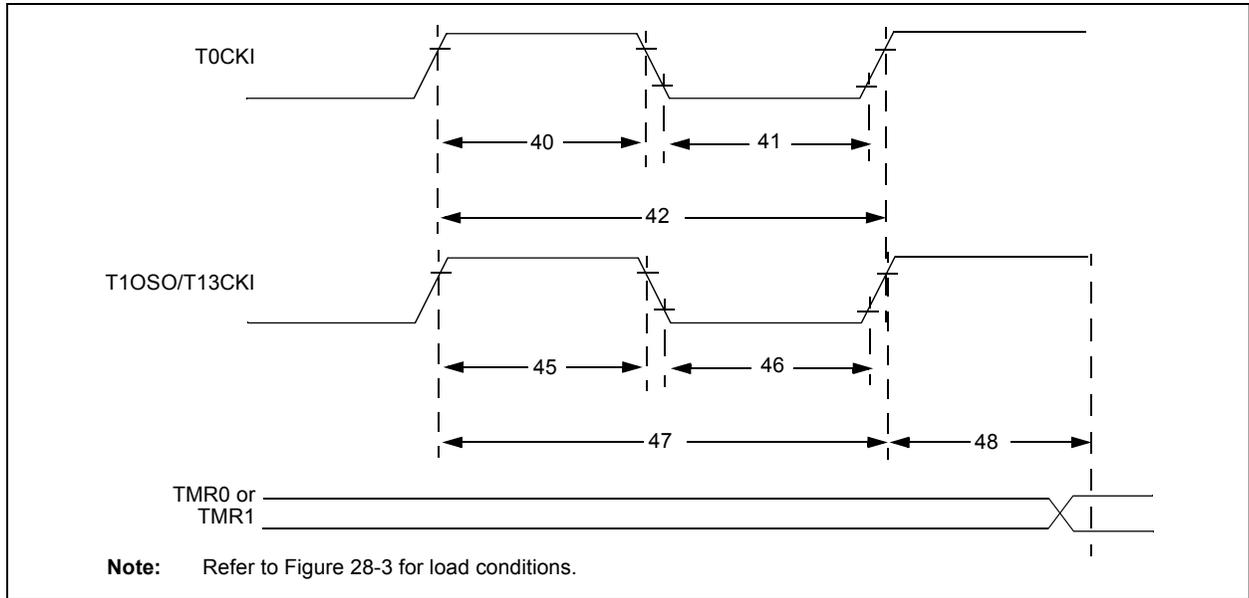 T0CKI
40
41
42
T1OSO/T13CKI
45
46
47
48
TMR0 or
TMR1
Note: Refer to Figure 28-3 for load conditions.